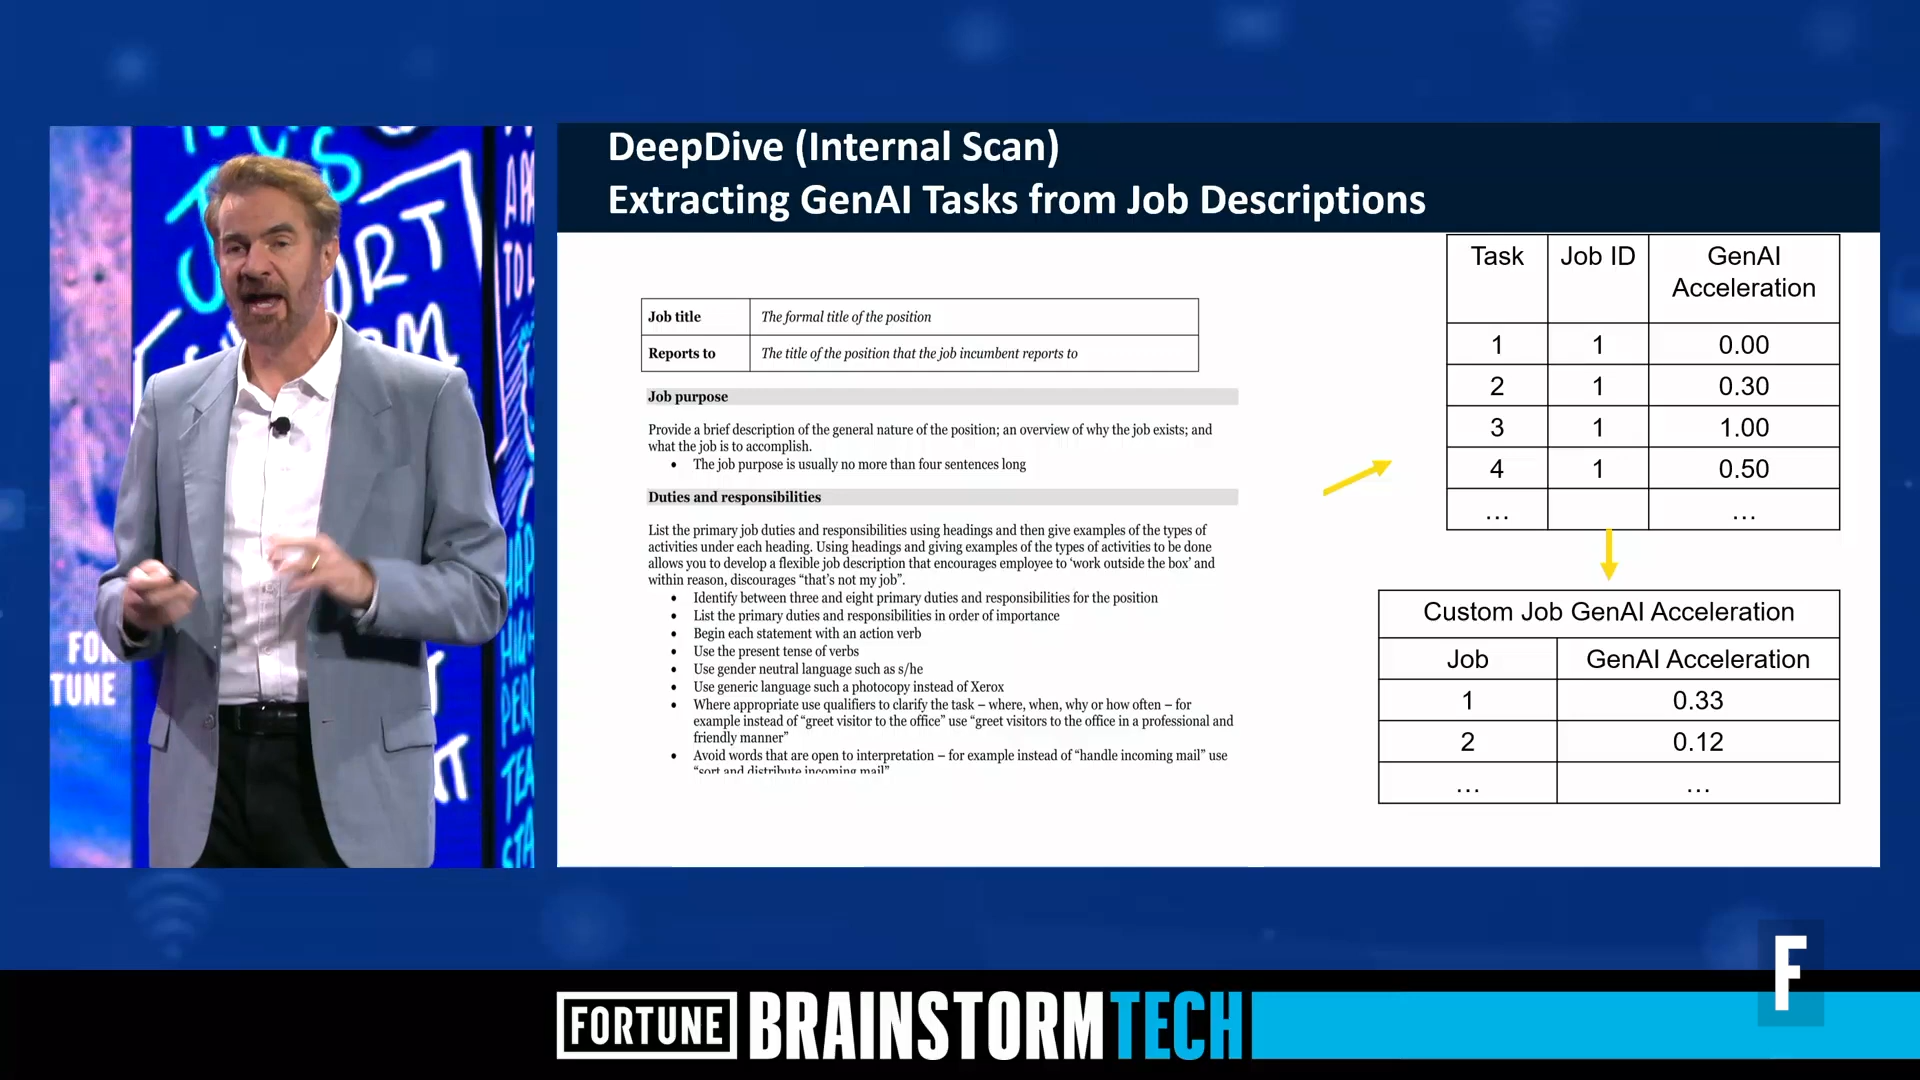 DeepDive (Internal Scan)
Extracting GenAI Tasks from Job Descriptions
Job title The formal title of the position
Reports to The title of the position that the job incumbent reports to
Job purpose
Provide a brief description of the general nature of the position; an overview of why the job exists; and
what the job is to accomplish.
• The job purpose is usually no more than four sentences long
Duties and responsibilities
List the primary job duties and responsibilities using headings and then give examples of the types of
activities under each heading. Using headings and giving examples of the types of activities to be done
allows you to develop a flexible job description that encourages employee to ‘work outside the box’ and
within reason, discourages “that’s not my job”.
• Identify between three and eight primary duties and responsibilities for the position
• List the primary duties and responsibilities in order of importance
• Begin each statement with an action verb
• Use the present tense of verbs
• Use gender neutral language such as s/he
• Use generic language such a photocopy instead of Xerox
• Where appropriate use qualifiers to clarify the task – where, when, why or how often – for
example instead of “greet visitor to the office” use “greet visitors to the office in a professional and
friendly manner”
• Avoid words that are open to interpretation – for example instead of “handle incoming mail” use
“sort and distribute incoming mail”
Task Job ID GenAI
Acceleration
1 1 0.00
2 1 0.30
3 1 1.00
4 1 0.50
… …
Custom Job GenAI Acceleration
Job GenAI Acceleration
1 0.33
2 0.12
… …
FOR
TUNE
F
FORTUNE BRAINSTORMTECH